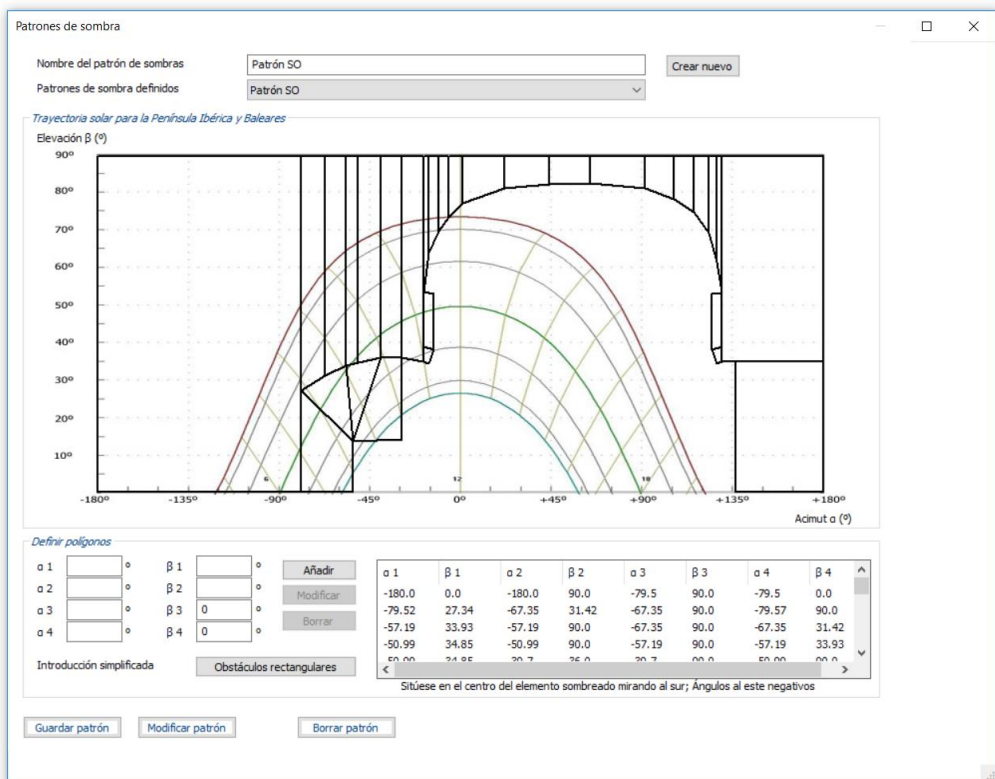 Patrones de sombra
Nombre del patrón de sombras
Patrón SO
Crear nuevo
Patrones de sombra definidos
Patrón SO
Trayectoria solar para la Península Ibérica y Baleares
Elevación β (º)
90º
80º
70º
60º
50º
40º
30º
20º
10º
6 12 18
-180º -135º -90º -45º 0º +45º +90º +135º +180º
Acimut α (º)
Definir polígonos
α 1 º β 1 º Añadir
α 2 º β 2 º Modificar
α 3 º β 3 0 º Borrar
α 4 º β 4 0 º
Introducción simplificada Obstáculos rectangulares
α 1 β 1 α 2 β 2 α 3 β 3 α 4 β 4
-180.0 0.0 -180.0 90.0 -79.5 90.0 -79.5 0.0
-79.52 27.34 -67.35 31.42 -67.35 90.0 -79.57 90.0
-57.19 33.93 -57.19 90.0 -67.35 90.0 -67.35 31.42
-50.99 34.85 -50.99 90.0 -57.19 90.0 -57.19 33.93
Sitúese en el centro del elemento sombreado mirando al sur; Ángulos al este negativos
Guardar patrón Modificar patrón Borrar patrón